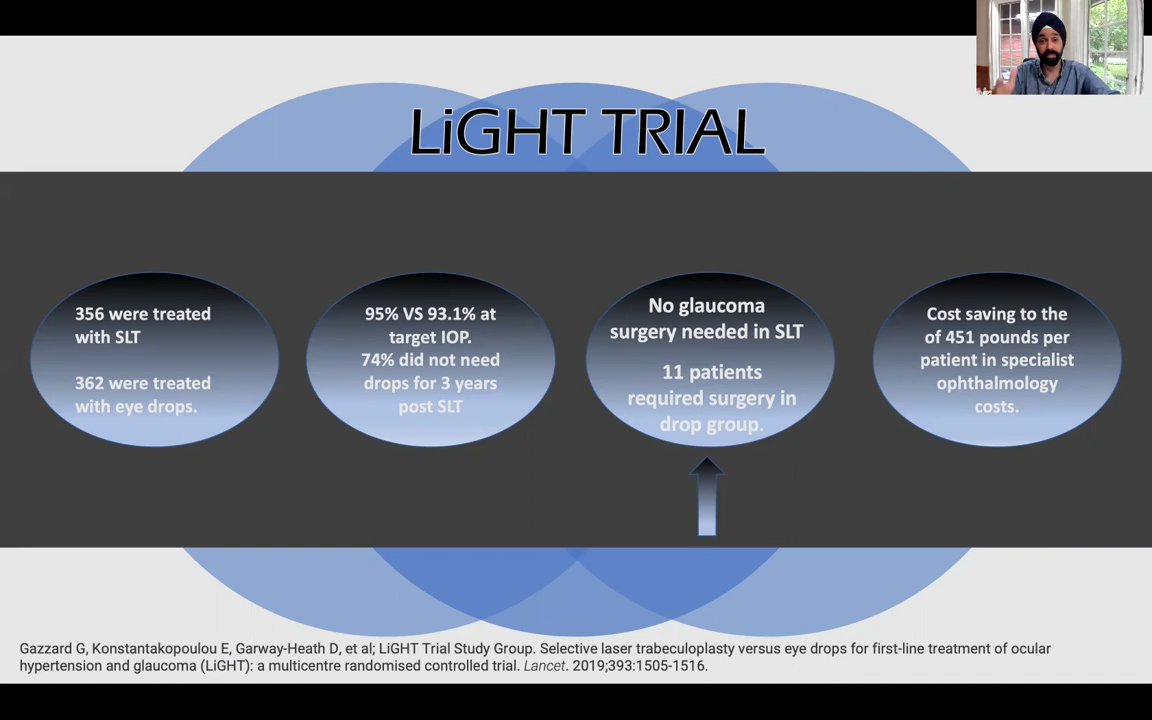 LiGHT TRIAL
356 were treated
with SLT
362 were treated
with eye drops.
95% VS 93.1% at
target IOP.
74% did not need
drops for 3 years
post SLT
No glaucoma
surgery needed in SLT
11 patients
required surgery in
drop group.
Cost saving to the
of 451 pounds per
patient in specialist
ophthalmology
costs.
Gazzard G, Konstantakopoulou E, Garway-Heath D, et al; LiGHT Trial Study Group. Selective laser trabeculoplasty versus eye drops for first-line treatment of ocular
hypertension and glaucoma (LiGHT): a multicentre randomised controlled trial. Lancet. 2019;393:1505-1516.